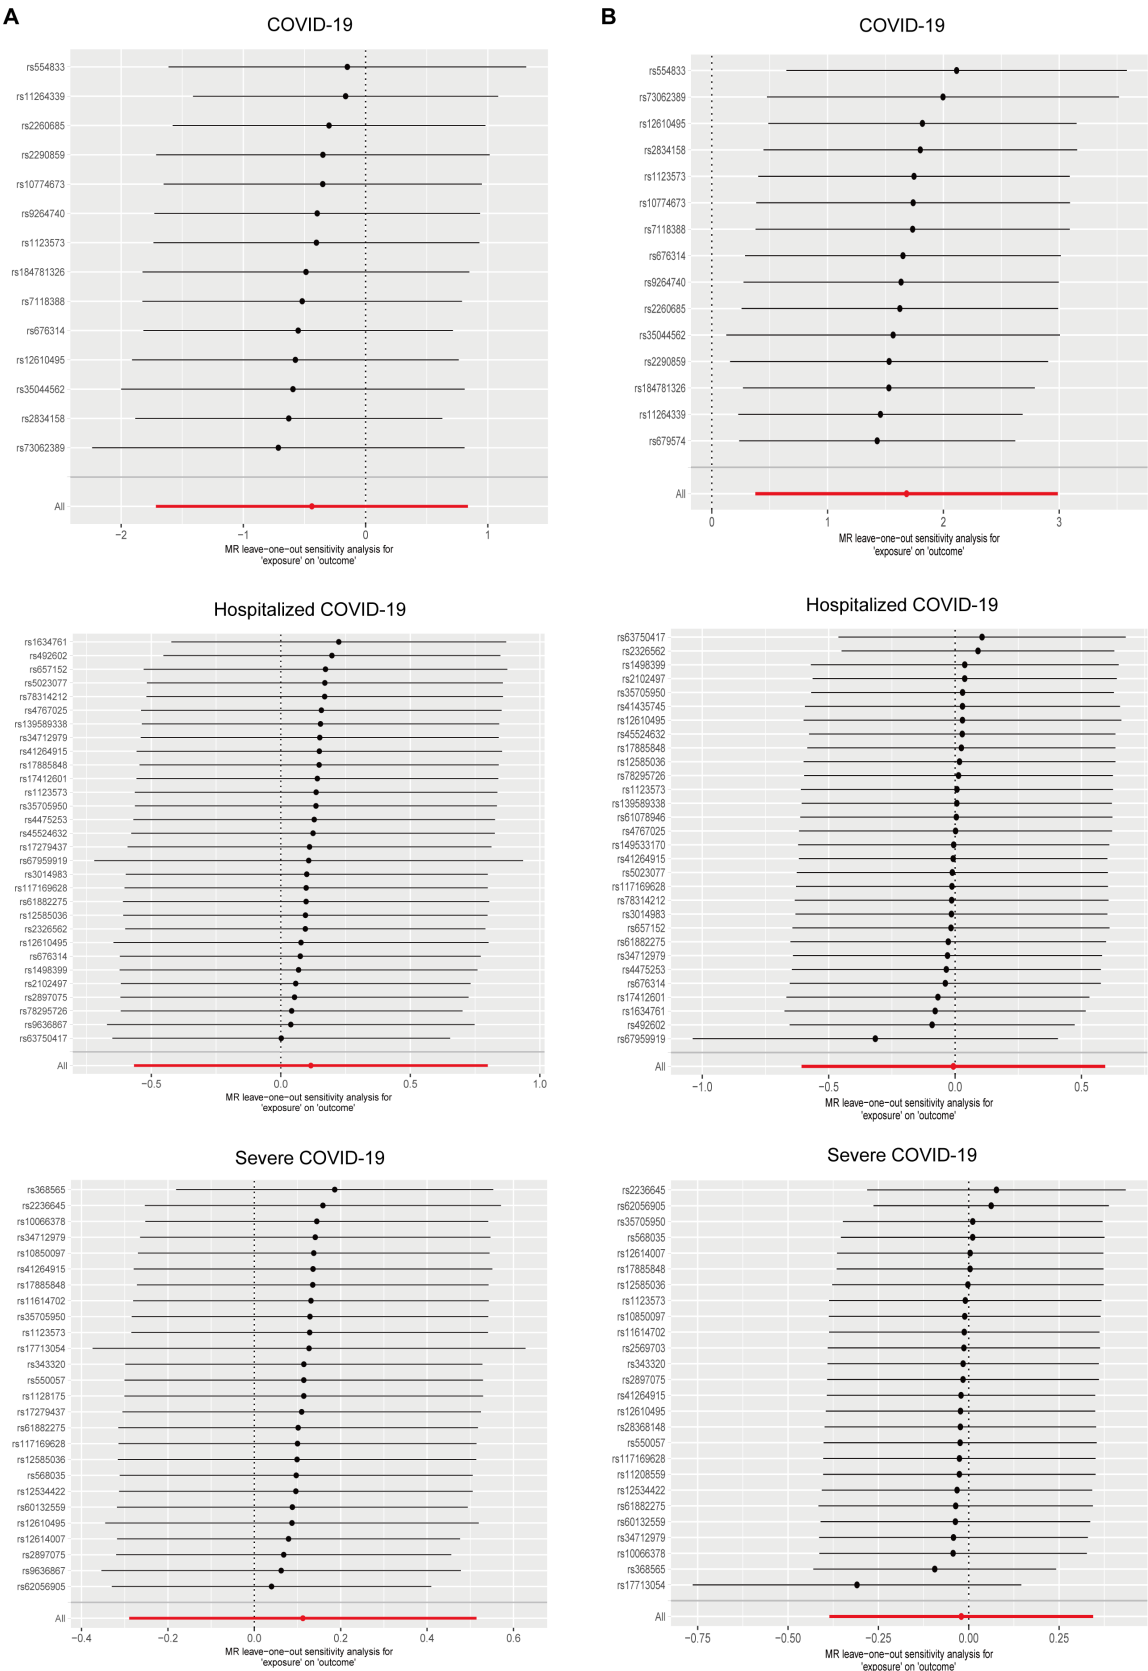 A
COVID-19
rs554833
rs11264339
rs2260685
rs2290859
rs10774673
rs9264740
rs1123573
rs184781326
rs7118388
rs676314
rs12610495
rs35044562
rs2834158
rs73062389
All
−2
−1
0
1
MR leave−one−out sensitivity analysis for
'exposure' on 'outcome'
B
COVID-19
rs554833
rs73062389
rs12610495
rs2834158
rs1123573
rs10774673
rs7118388
rs676314
rs9264740
rs2260685
rs35044562
rs2290859
rs184781326
rs11264339
rs679574
All
0
1
2
3
MR leave−one−out sensitivity analysis for
'exposure' on 'outcome'
Hospitalized COVID-19
rs1634761
rs492602
rs657152
rs5023077
rs78314212
rs4767025
rs139589338
rs34712979
rs41264915
rs17885848
rs17412601
rs1123573
rs35705950
rs4475253
rs45524632
rs17279437
rs67959919
rs3014983
rs117169628
rs61882275
rs12585036
rs2326562
rs12610495
rs676314
rs1498399
rs2102497
rs2897075
rs78295726
rs9636867
rs63750417
All
−0.5
0.0
0.5
1.0
MR leave−one−out sensitivity analysis for
'exposure' on 'outcome'
Hospitalized COVID-19
rs63750417
rs2326562
rs1498399
rs2102497
rs35705950
rs41435745
rs12610495
rs45524632
rs17885848
rs12585036
rs78295726
rs1123573
rs139589338
rs61078946
rs4767025
rs149533170
rs41264915
rs5023077
rs117169628
rs78314212
rs3014983
rs657152
rs61882275
rs34712979
rs4475253
rs676314
rs17412601
rs1634761
rs492602
rs67959919
All
−1.0
−0.5
0.0
0.5
MR leave−one−out sensitivity analysis for
'exposure' on 'outcome'
Severe COVID-19
rs368565
rs2236645
rs10066378
rs34712979
rs10850097
rs41264915
rs17885848
rs11614702
rs35705950
rs1123573
rs17713054
rs343320
rs550057
rs1128175
rs17279437
rs61882275
rs117169628
rs12585036
rs568035
rs12534422
rs60132559
rs12610495
rs12614007
rs2897075
rs9636867
rs62056905
All
−0.4
−0.2
0.0
0.2
0.4
0.6
MR leave−one−out sensitivity analysis for
'exposure' on 'outcome'
Severe COVID-19
rs2236645
rs62056905
rs35705950
rs568035
rs12614007
rs17885848
rs12585036
rs1123573
rs10850097
rs11614702
rs2569703
rs343320
rs2897075
rs41264915
rs12610495
rs28368148
rs550057
rs117169628
rs11208559
rs12534422
rs61882275
rs60132559
rs34712979
rs10066378
rs368565
rs17713054
All
−0.75
−0.50
−0.25
0.00
0.25
MR leave−one−out sensitivity analysis for
'exposure' on 'outcome'